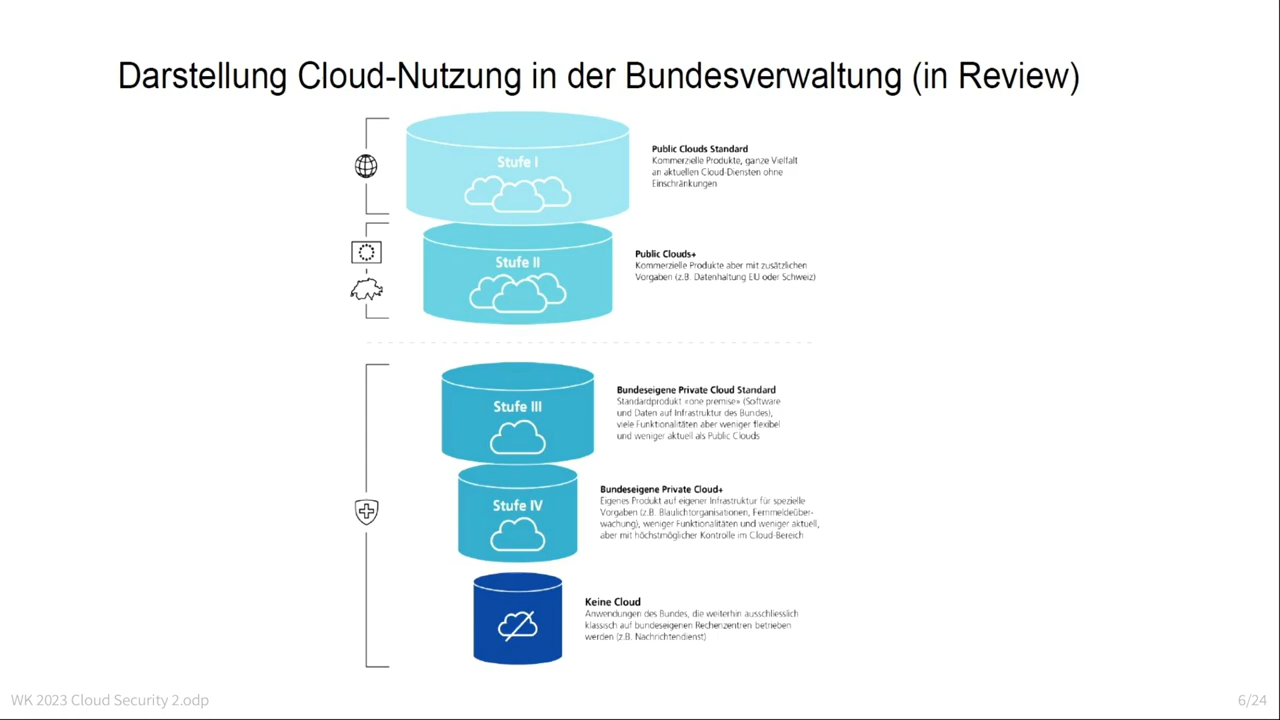 Darstellung Cloud-Nutzung in der Bundesverwaltung (in Review)
Stufe I
Public Clouds Standard
Kommerzielle Produkte, ganze Vielfalt
an aktuellen Cloud-Diensten ohne
Einschränkungen
Stufe II
Public Clouds+
Kommerzielle Produkte aber mit zusätzlichen
Vorgaben (z.B. Datenhaltung EU oder Schweiz)
Stufe III
Bundeseigene Private Cloud Standard
Standardprodukt «one premise» (Software
und Daten auf Infrastruktur des Bundes),
viele Funktionalitäten aber weniger flexibel
und weniger aktuell als Public Clouds
Stufe IV
Bundeseigene Private Cloud+
Eigenes Produkt auf eigener Infrastruktur für spezielle
Vorgaben (z.B. Blaulichtorganisationen, Fernmeldeüber-
wachung), weniger Funktionalitäten und weniger aktuell,
aber mit höchstmöglicher Kontrolle im Cloud-Bereich
Keine Cloud
Anwendungen des Bundes, die weiterhin ausschliesslich
klassisch auf bundeseigenen Rechenzentren betrieben
werden (z.B. Nachrichtendienst)
WK 2023 Cloud Security 2.odp
6/24